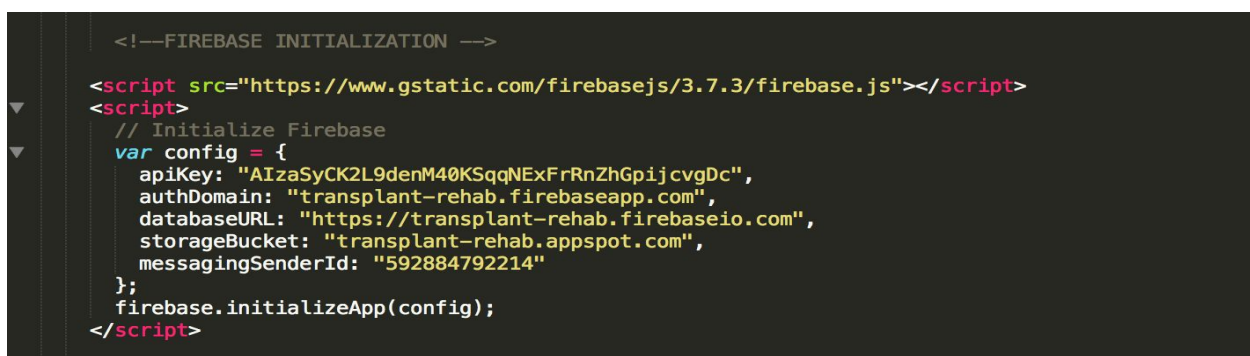 <!--FIREBASE INITIALIZATION -->
<script src="https://www.gstatic.com/firebasejs/3.7.3/firebase.js"></script>
<script>
// Initialize Firebase
var config = {
apiKey: "AIzaSyCK2L9denM40KSqqNExFrRnZhGpijcvgDc",
authDomain: "transplant-rehab.firebaseapp.com",
databaseURL: "https://transplant-rehab.firebaseio.com",
storageBucket: "transplant-rehab.appspot.com",
messagingSenderId: "592884792214"
};
firebase.initializeApp(config);
</script>